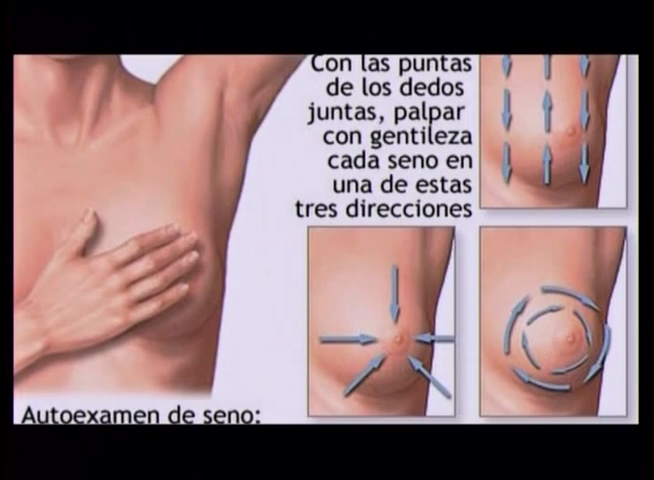 Con las puntas
de los dedos
juntas, palpar
con gentileza
cada seno en
una de estas
tres direcciones
Autoexamen de seno: